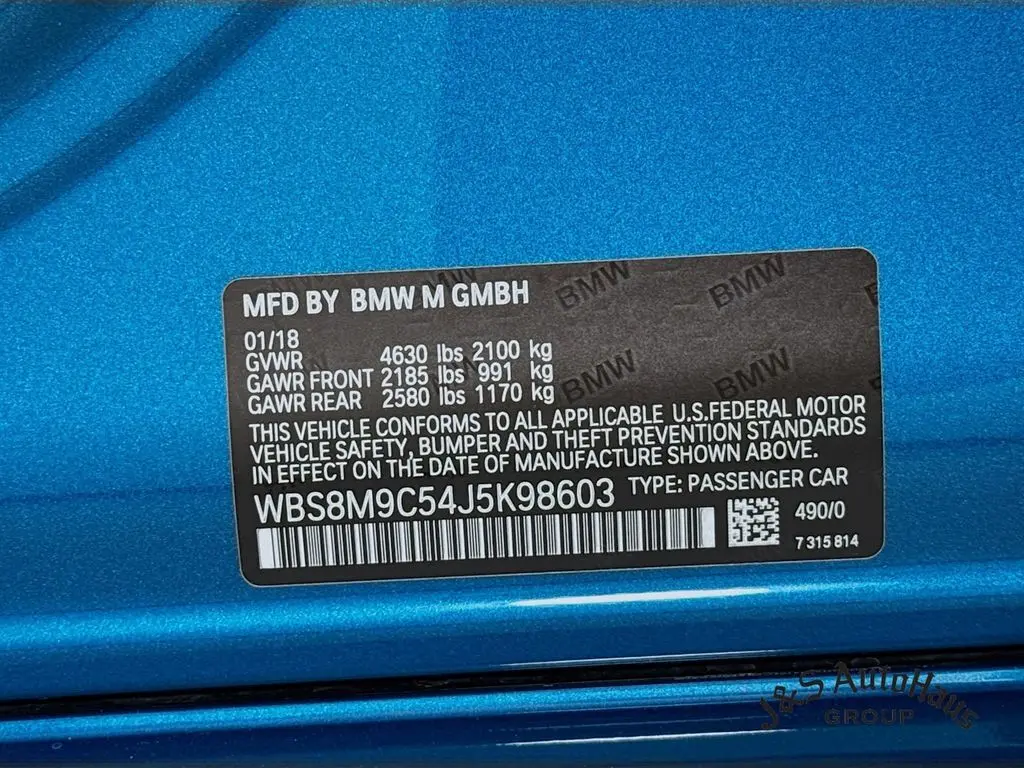 MFD BY BMW M GMBH
01/18
GVWR 4630 lbs 2100 kg
GAWR FRONT 2185 lbs 991 kg
GAWR REAR 2580 lbs 1170 kg
THIS VEHICLE CONFORMS TO ALL APPLICABLE U.S.FEDERAL MOTOR
VEHICLE SAFETY, BUMPER AND THEFT PREVENTION STANDARDS
IN EFFECT ON THE DATE OF MANUFACTURE SHOWN ABOVE.
WBS8M9C54J5K98603 TYPE: PASSENGER CAR
490/0
7 315 814
BMW BMW
BMW BMW
J&S AutoHaus
GROUP